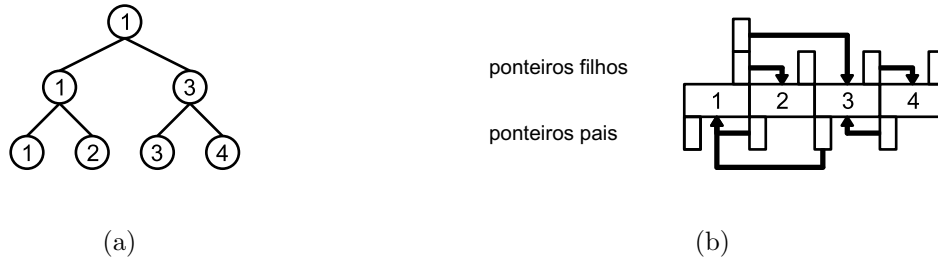 1
1 3
1 2 3 4
ponteiros filhos
1 2 3 4
ponteiros pais
(a) (b)